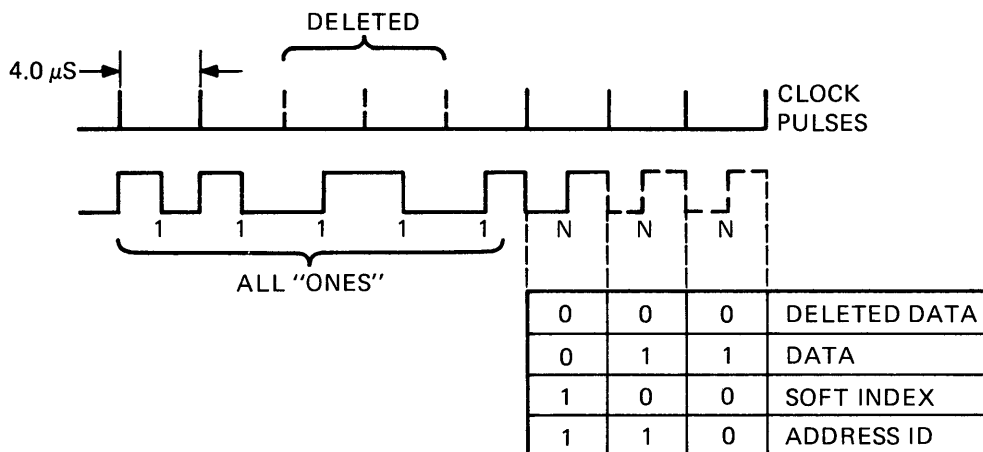 DELETED
4.0 μS
CLOCK
PULSES
1 1 1 1 1 N N N
ALL "ONES"
0 0 0 DELETED DATA
0 1 1 DATA
1 0 0 SOFT INDEX
1 1 0 ADDRESS ID